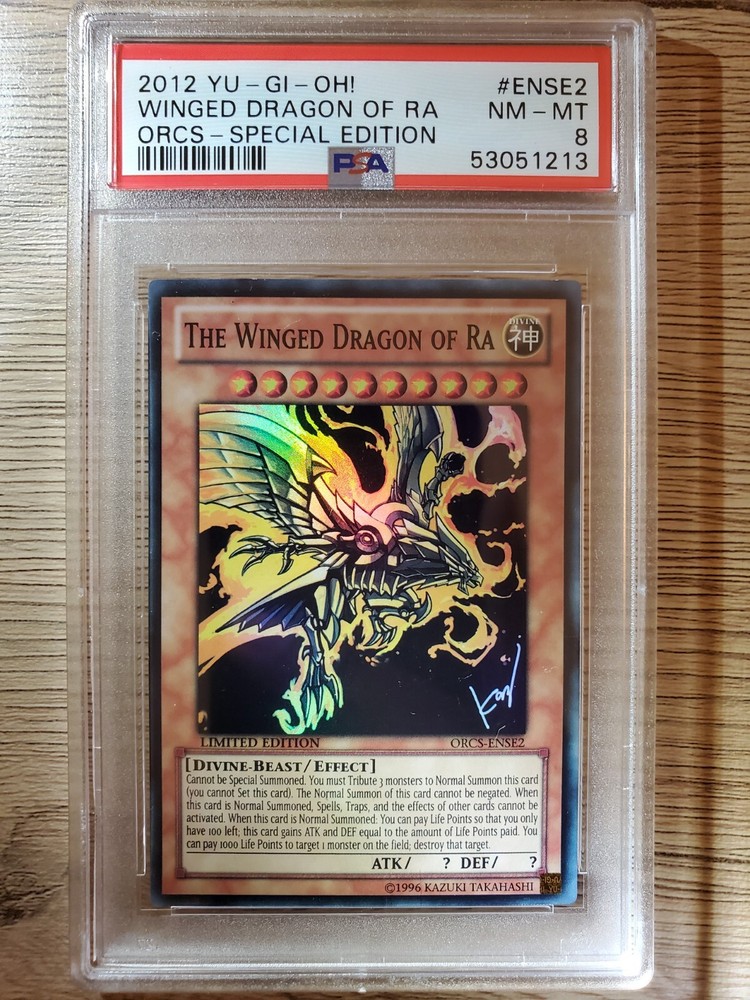 2012 YU-GI-OH! #ENSE2
WINGED DRAGON OF RA NM-MT
ORCS-SPECIAL EDITION 8
PSA 53051213
THE WINGED DRAGON OF RA
DIVINE
神
LIMITED EDITION ORCS-ENSE2
[DIVINE-BEAST/EFFECT]
Cannot be Special Summoned. You must Tribute 3 monsters to Normal Summon this card
(you cannot Set this card). The Normal Summon of this card cannot be negated. When
this card is Normal Summoned, Spells, Traps, and the effects of other cards cannot be
activated. When this card is Normal Summoned: You can pay Life Points so that you only
have 100 left; this card gains ATK and DEF equal to the amount of Life Points paid. You
can pay 1000 Life Points to target 1 monster on the field; destroy that target.
ATK/ ? DEF/ ?
©1996 KAZUKI TAKAHASHI